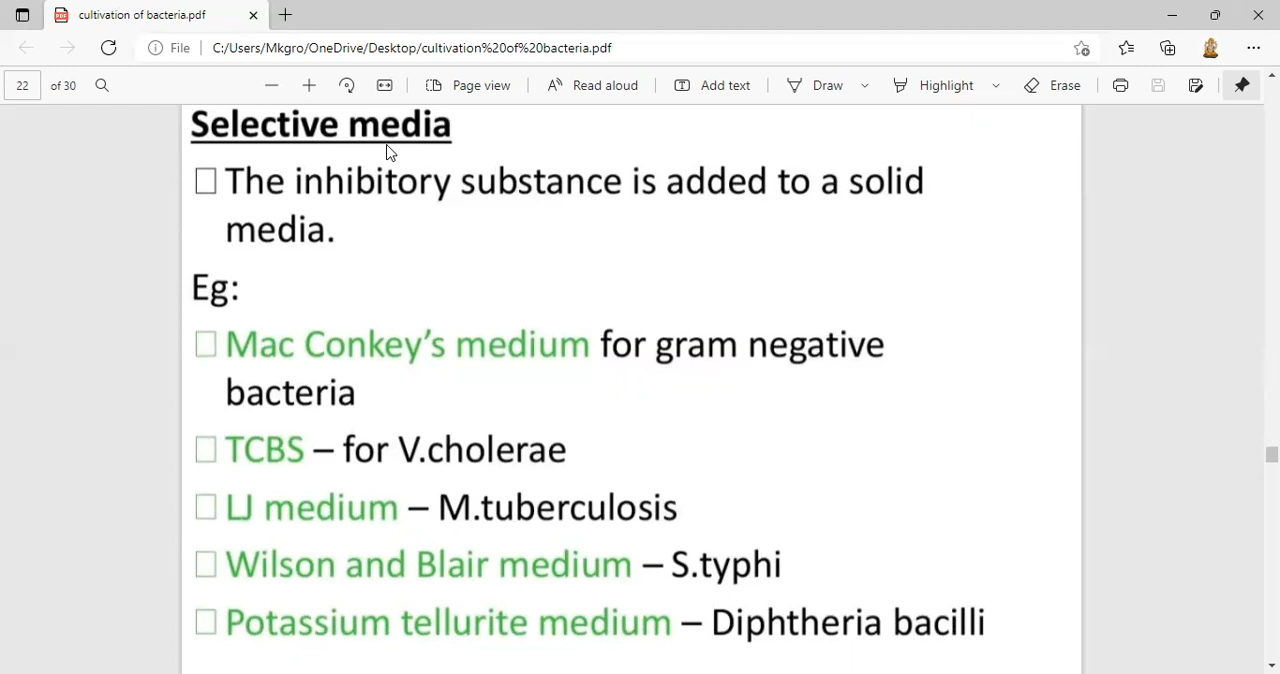 cultivation of bacteria.pdf
File C:/Users/Mkgro/OneDrive/Desktop/cultivation%20of%20bacteria.pdf
22 of 30 Page view Read aloud Add text Draw Highlight Erase
Selective media
The inhibitory substance is added to a solid
media.
Eg:
Mac Conkey’s medium for gram negative
bacteria
TCBS – for V.cholerae
LJ medium – M.tuberculosis
Wilson and Blair medium – S.typhi
Potassium tellurite medium – Diphtheria bacilli